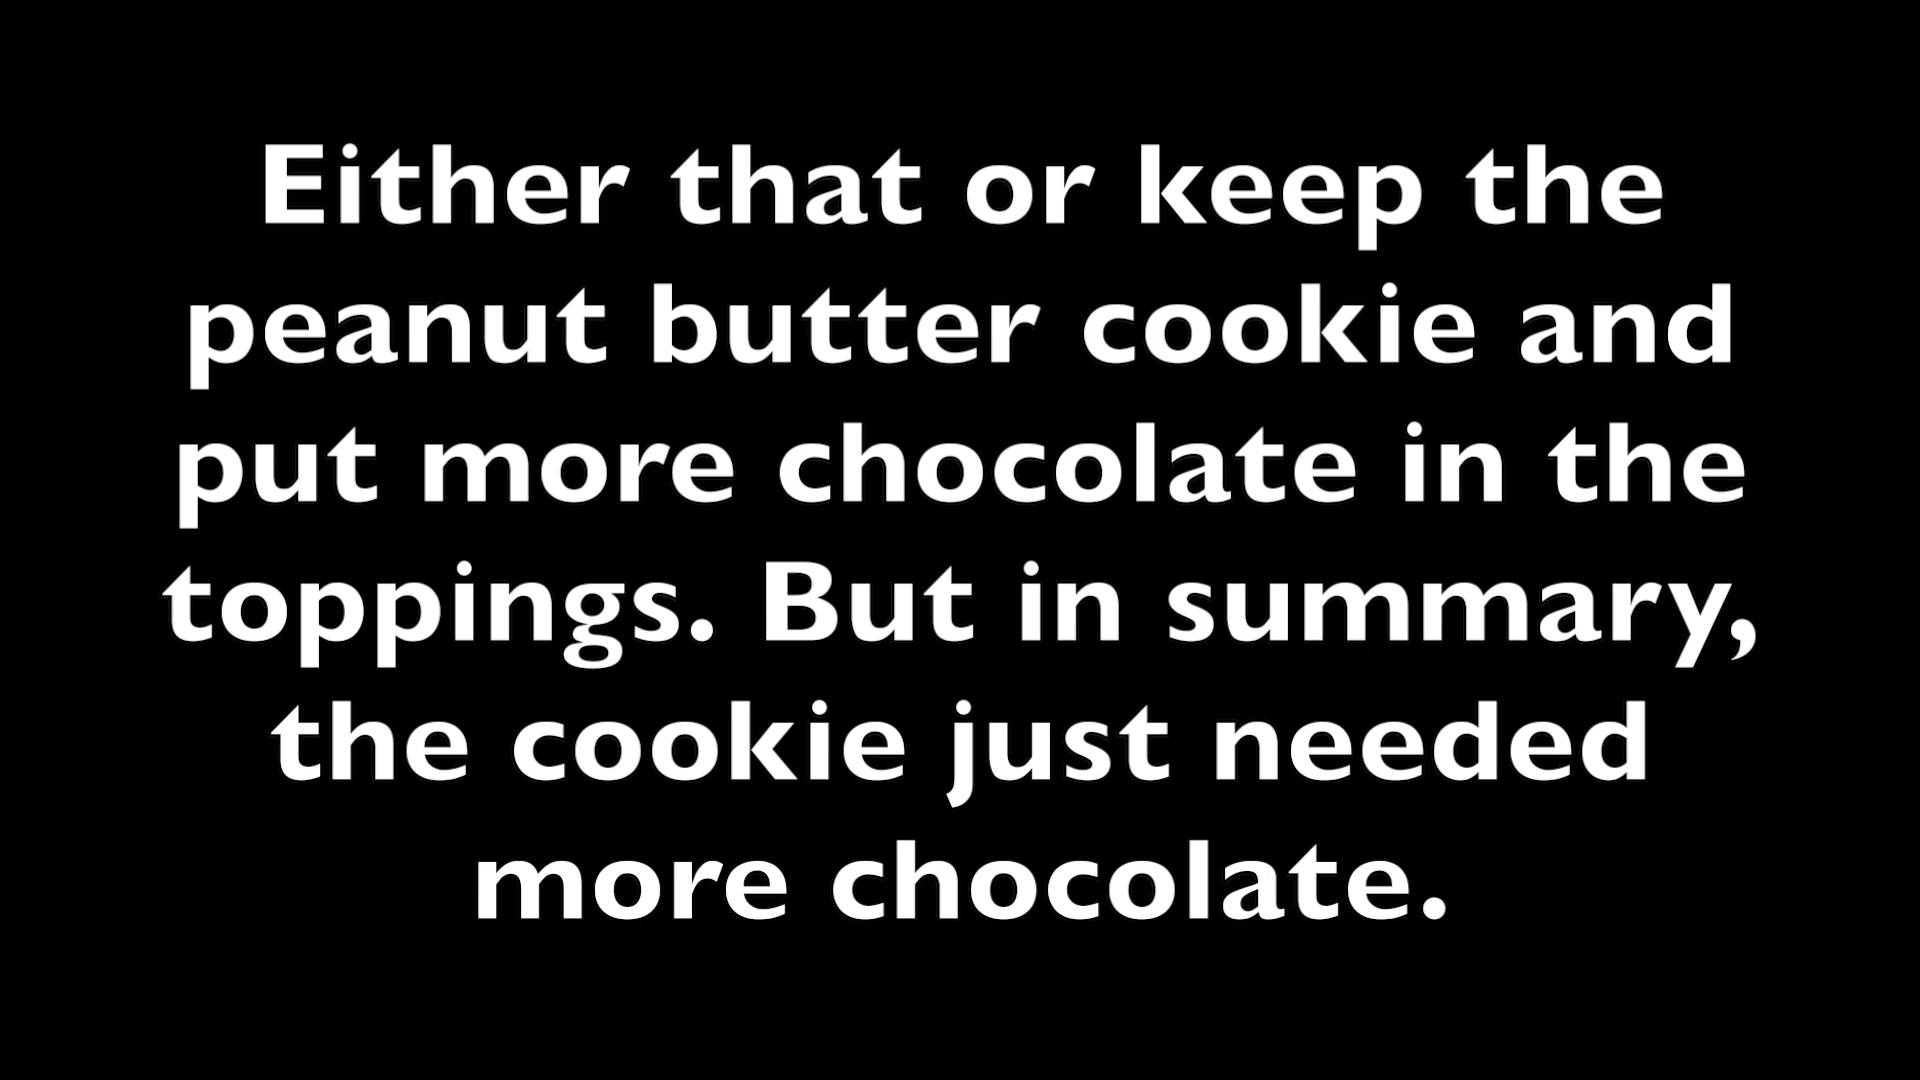 Either that or keep the
peanut butter cookie and
put more chocolate in the
toppings. But in summary,
the cookie just needed
more chocolate.